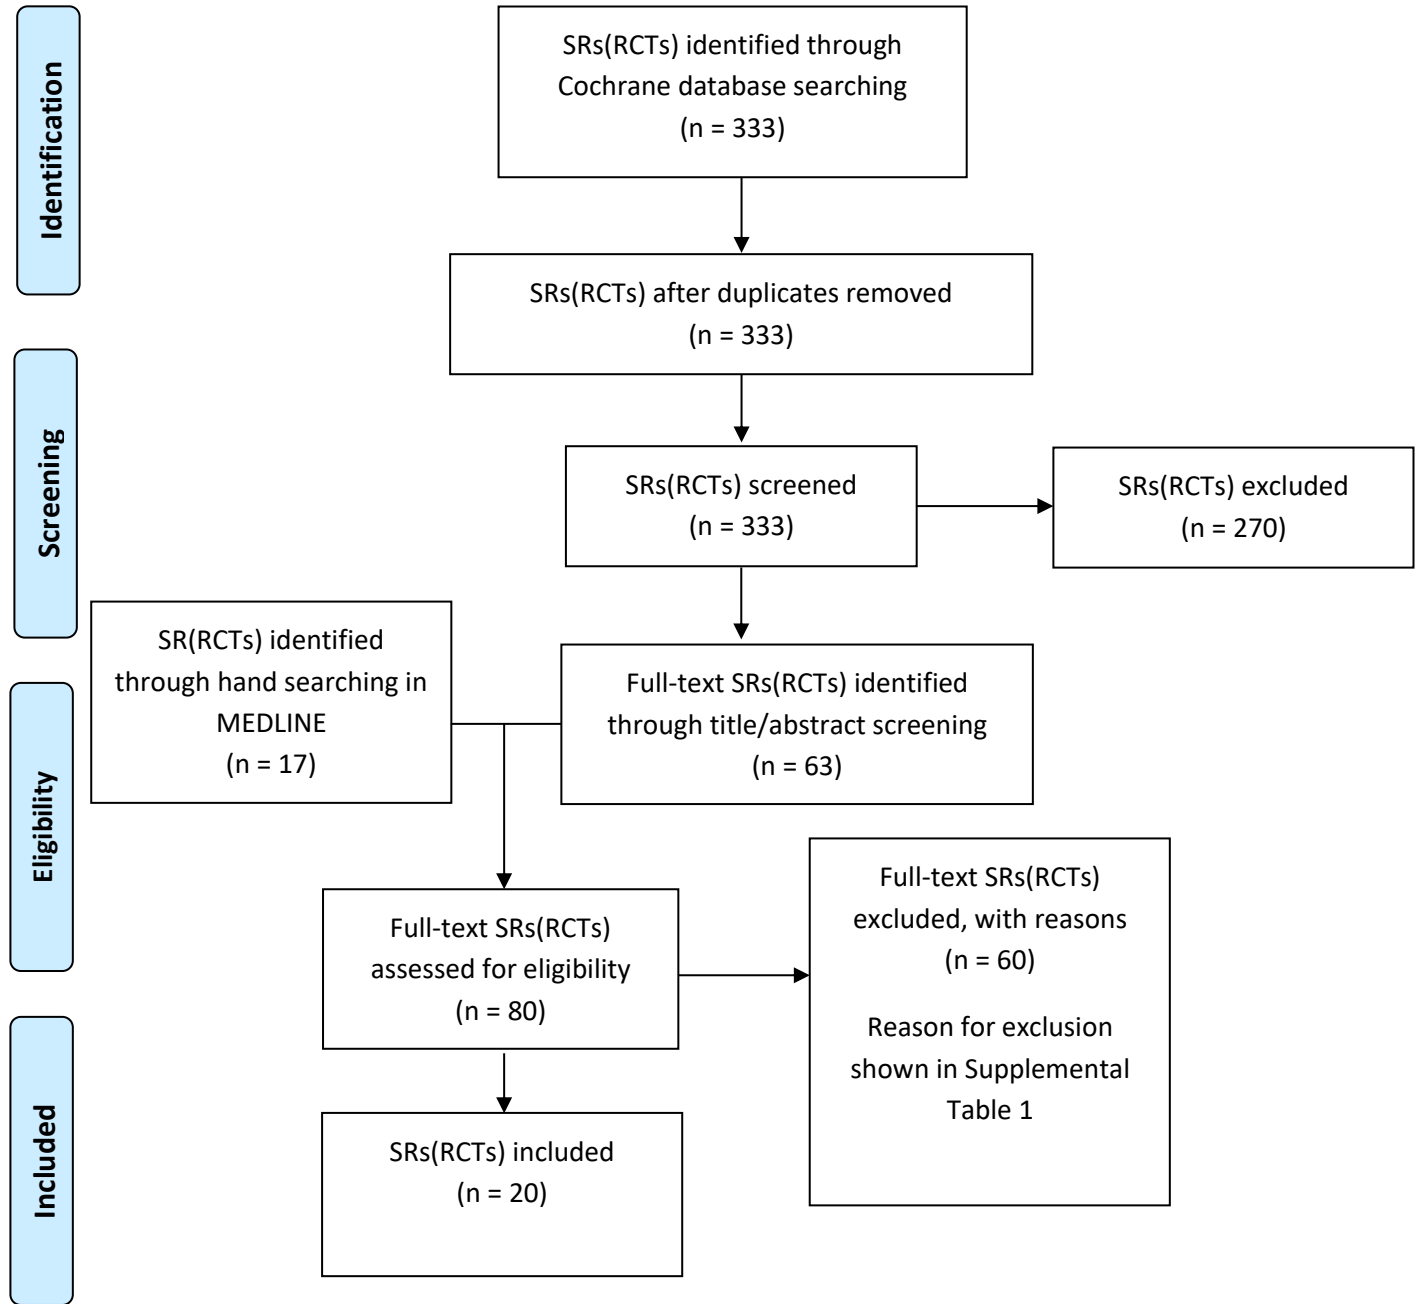 Identification
SRs(RCTs) identified through
Cochrane database searching
(n = 333)
SRs(RCTs) after duplicates removed
(n = 333)
Screening
SRs(RCTs) screened
(n = 333)
SRs(RCTs) excluded
(n = 270)
SR(RCTs) identified
through hand searching in
MEDLINE
(n = 17)
Full-text SRs(RCTs) identified
through title/abstract screening
(n = 63)
Eligibility
Full-text SRs(RCTs)
assessed for eligibility
(n = 80)
Full-text SRs(RCTs)
excluded, with reasons
(n = 60)
Reason for exclusion
shown in Supplemental
Table 1
Included
SRs(RCTs) included
(n = 20)